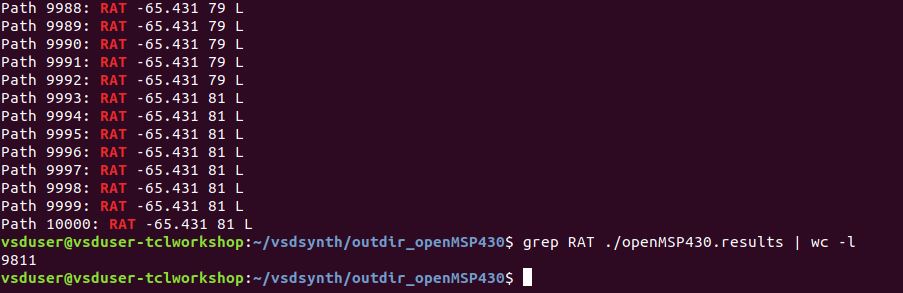 Path 9988: RAT -65.431 79 L
Path 9989: RAT -65.431 79 L
Path 9990: RAT -65.431 79 L
Path 9991: RAT -65.431 79 L
Path 9992: RAT -65.431 79 L
Path 9993: RAT -65.431 81 L
Path 9994: RAT -65.431 81 L
Path 9995: RAT -65.431 81 L
Path 9996: RAT -65.431 81 L
Path 9997: RAT -65.431 81 L
Path 9998: RAT -65.431 81 L
Path 9999: RAT -65.431 81 L
Path 10000: RAT -65.431 81 L
vsduser@vsduser-tclworkshop:~/vsdsynth/outdir_openMSP430$ grep RAT ./openMSP430.results | wc -l
9811
vsduser@vsduser-tclworkshop:~/vsdsynth/outdir_openMSP430$